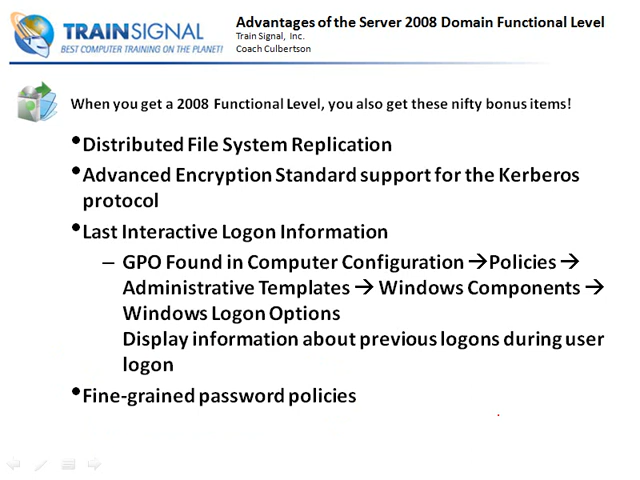 TRAINSIGNAL
BEST COMPUTER TRAINING ON THE PLANET!
Advantages of the Server 2008 Domain Functional Level
Train Signal, Inc.
Coach Culbertson
When you get a 2008 Functional Level, you also get these nifty bonus items!
•Distributed File System Replication
•Advanced Encryption Standard support for the Kerberos
protocol
•Last Interactive Logon Information
– GPO Found in Computer Configuration →Policies →
Administrative Templates → Windows Components →
Windows Logon Options
Display information about previous logons during user
logon
•Fine-grained password policies